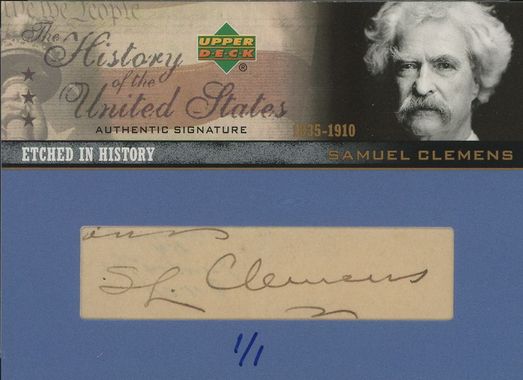 We the People
The History
of the
United States
UPPER
DECK
®
AUTHENTIC SIGNATURE
1835-1910
ETCHED IN HISTORY
SAMUEL CLEMENS
S L. Clemens
1/1